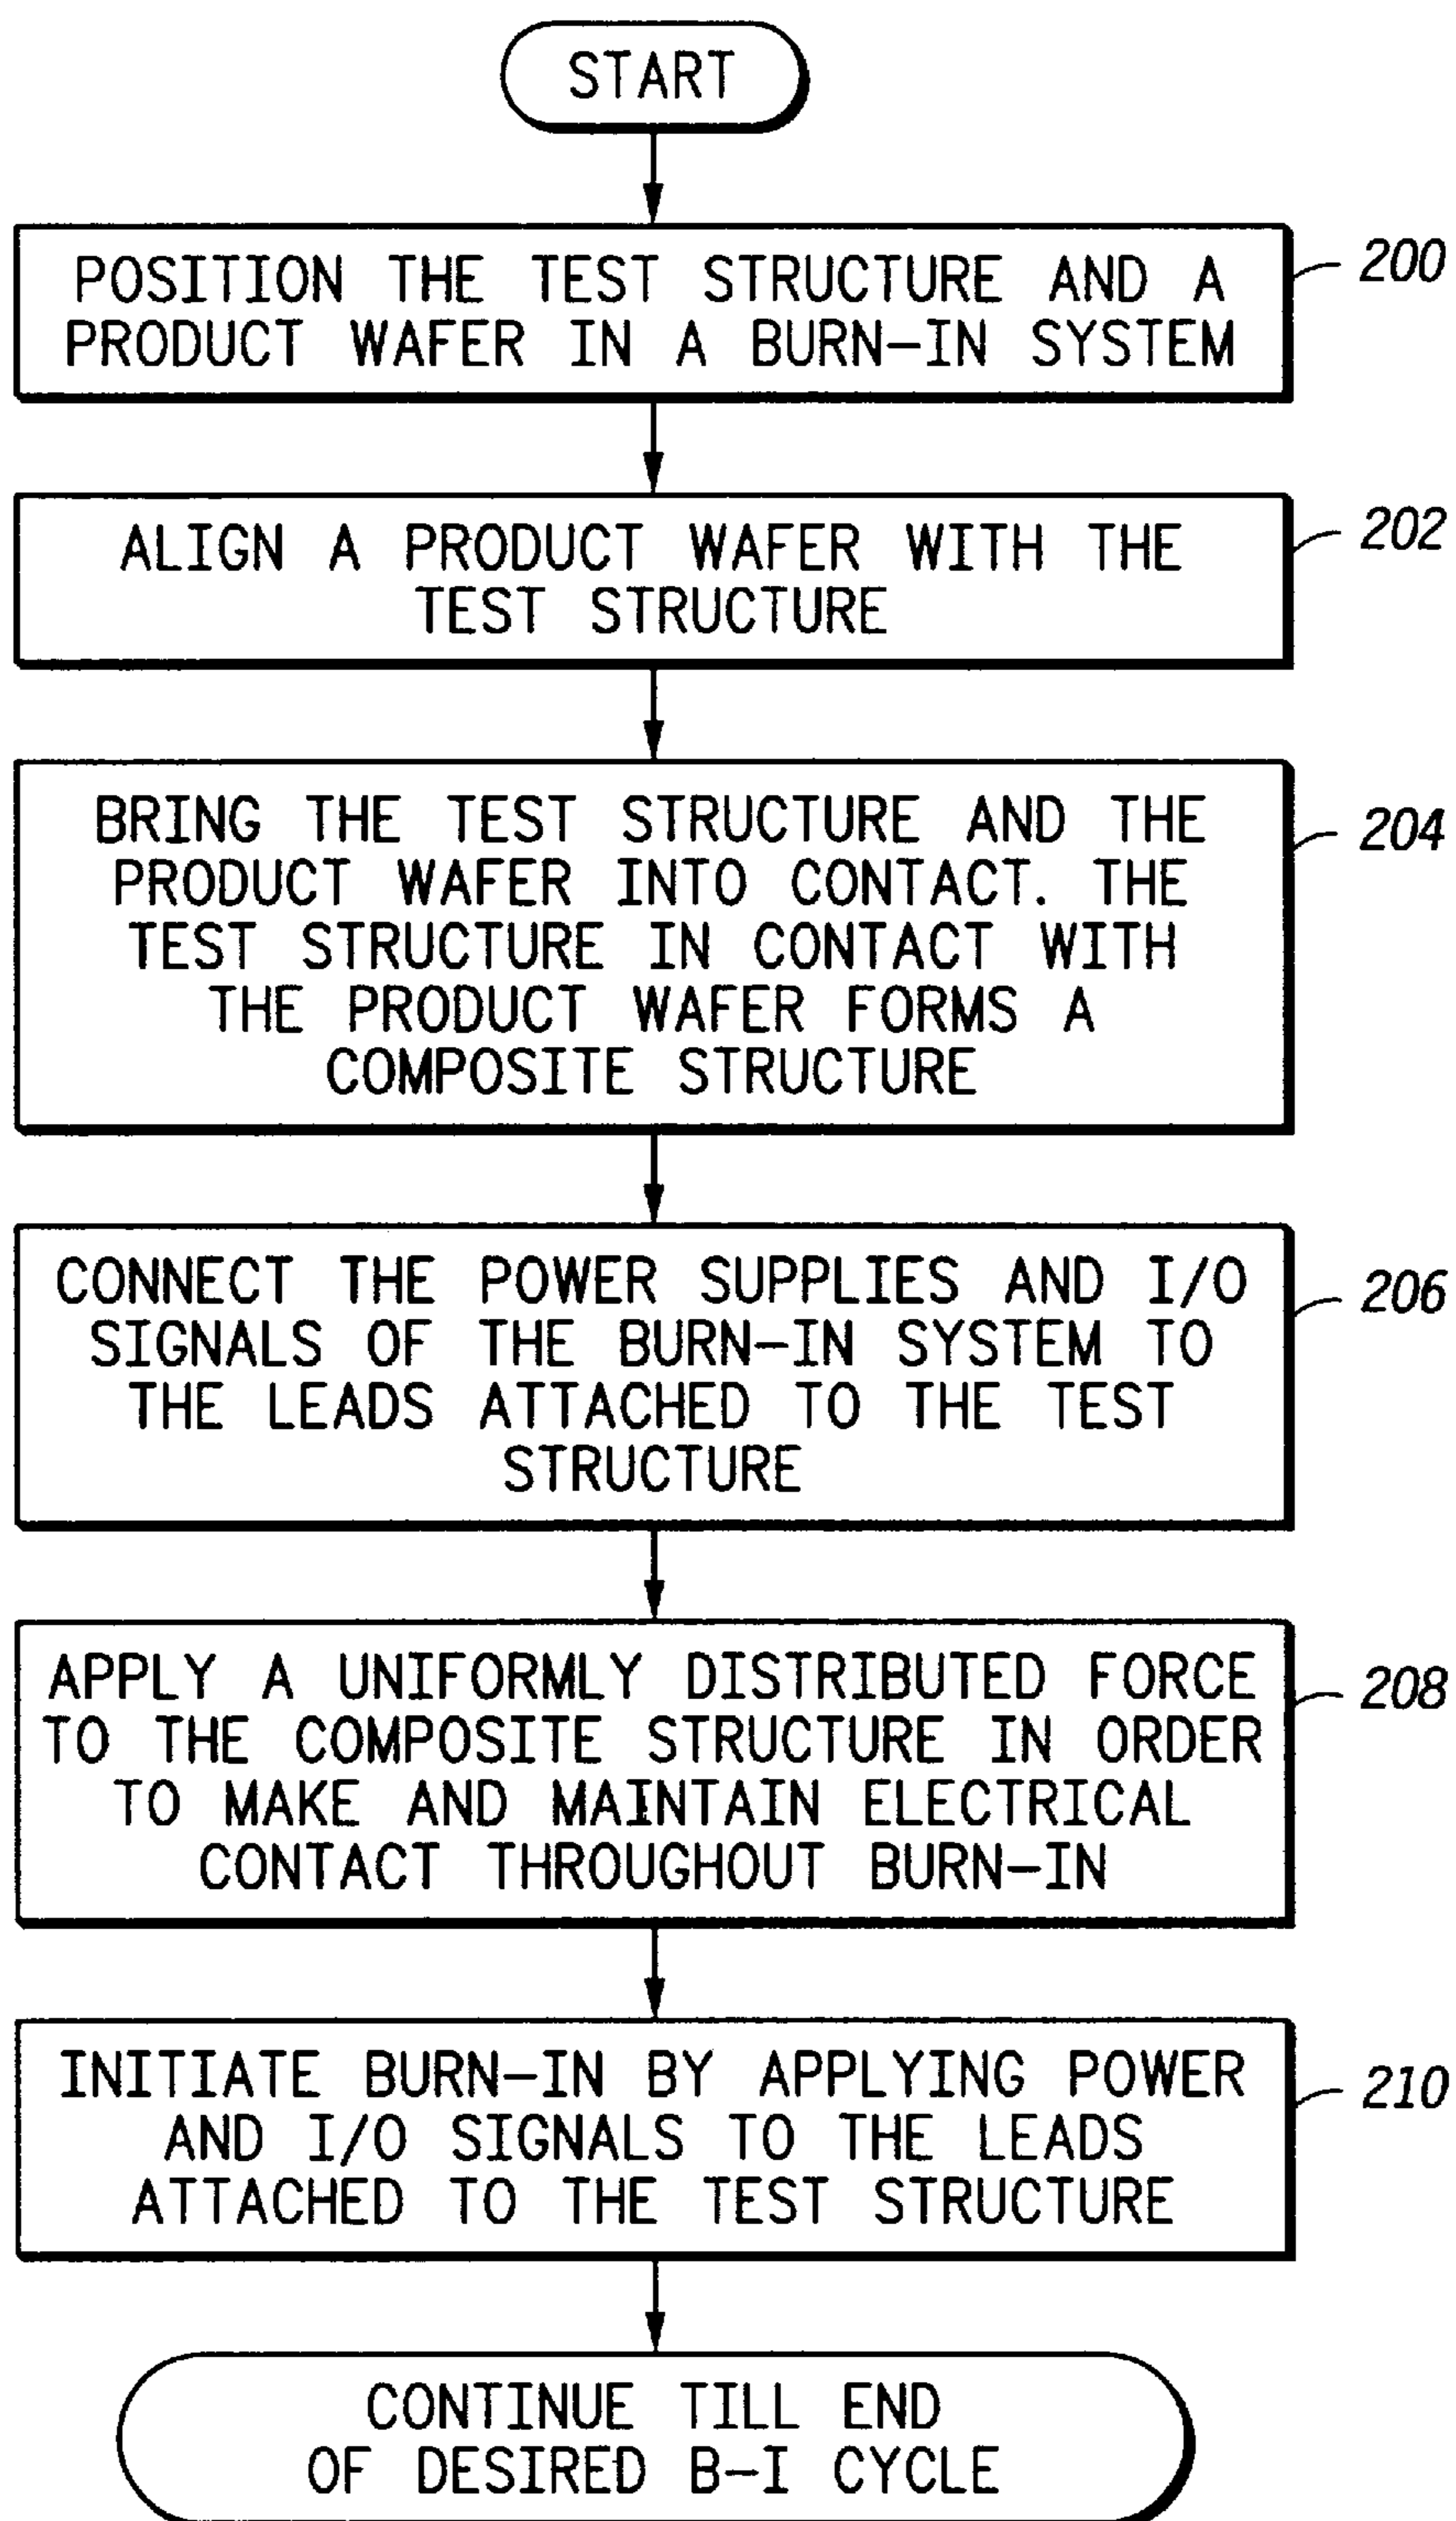 START
POSITION THE TEST STRUCTURE AND A
PRODUCT WAFER IN A BURN-IN SYSTEM
200
ALIGN A PRODUCT WAFER WITH THE
TEST STRUCTURE
202
BRING THE TEST STRUCTURE AND THE
PRODUCT WAFER INTO CONTACT. THE
TEST STRUCTURE IN CONTACT WITH
THE PRODUCT WAFER FORMS A
COMPOSITE STRUCTURE
204
CONNECT THE POWER SUPPLIES AND I/O
SIGNALS OF THE BURN-IN SYSTEM TO
THE LEADS ATTACHED TO THE TEST
STRUCTURE
206
APPLY A UNIFORMLY DISTRIBUTED FORCE
TO THE COMPOSITE STRUCTURE IN ORDER
TO MAKE AND MAINTAIN ELECTRICAL
CONTACT THROUGHOUT BURN-IN
208
INITIATE BURN-IN BY APPLYING POWER
AND I/O SIGNALS TO THE LEADS
ATTACHED TO THE TEST STRUCTURE
210
CONTINUE TILL END
OF DESIRED B-I CYCLE